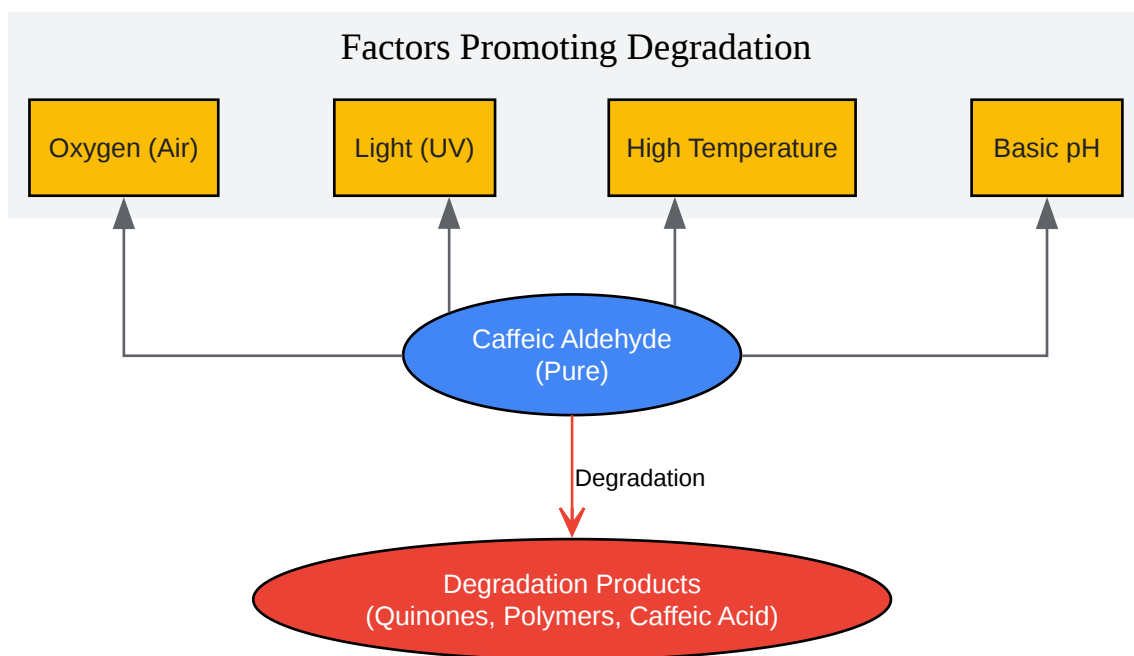 Factors Promoting Degradation
Oxygen (Air)
Light (UV)
High Temperature
Basic pH
Caffeic Aldehyde
(Pure)
Degradation
Degradation Products
(Quinones, Polymers, Caffeic Acid)